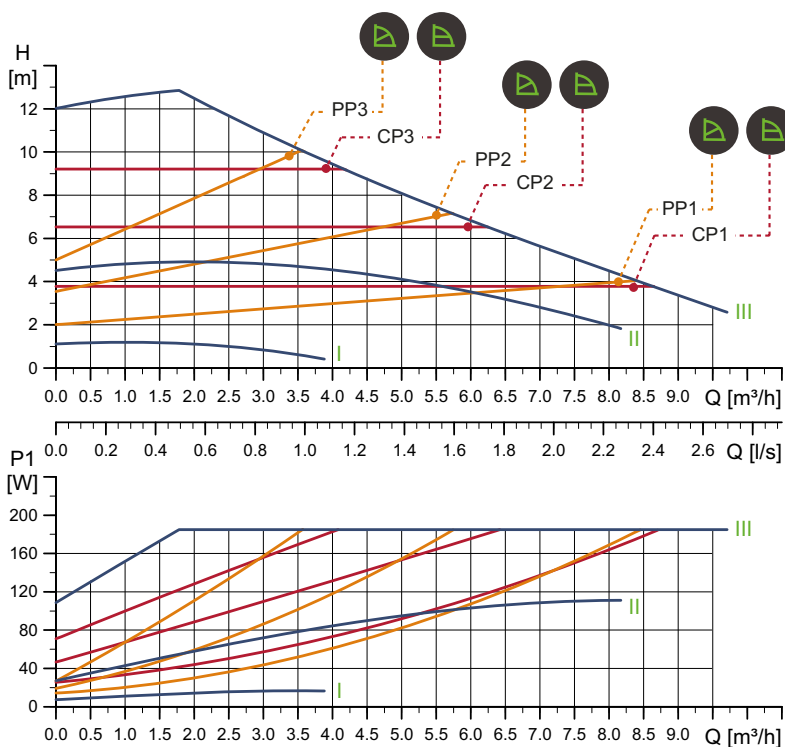 H
[m]
12
10
8
6
4
2
0
PP3
CP3
PP2
CP2
PP1
CP1
III
II
I
0.0 0.5 1.0 1.5 2.0 2.5 3.0 3.5 4.0 4.5 5.0 5.5 6.0 6.5 7.0 7.5 8.0 8.5 9.0 Q [m³/h]
0.0 0.2 0.4 0.6 0.8 1.0 1.2 1.4 1.6 1.8 2.0 2.2 2.4 2.6 Q [l/s]
P1
[W]
200
160
120
80
40
0
III
II
I
0.0 0.5 1.0 1.5 2.0 2.5 3.0 3.5 4.0 4.5 5.0 5.5 6.0 6.5 7.0 7.5 8.0 8.5 9.0 Q [m³/h]